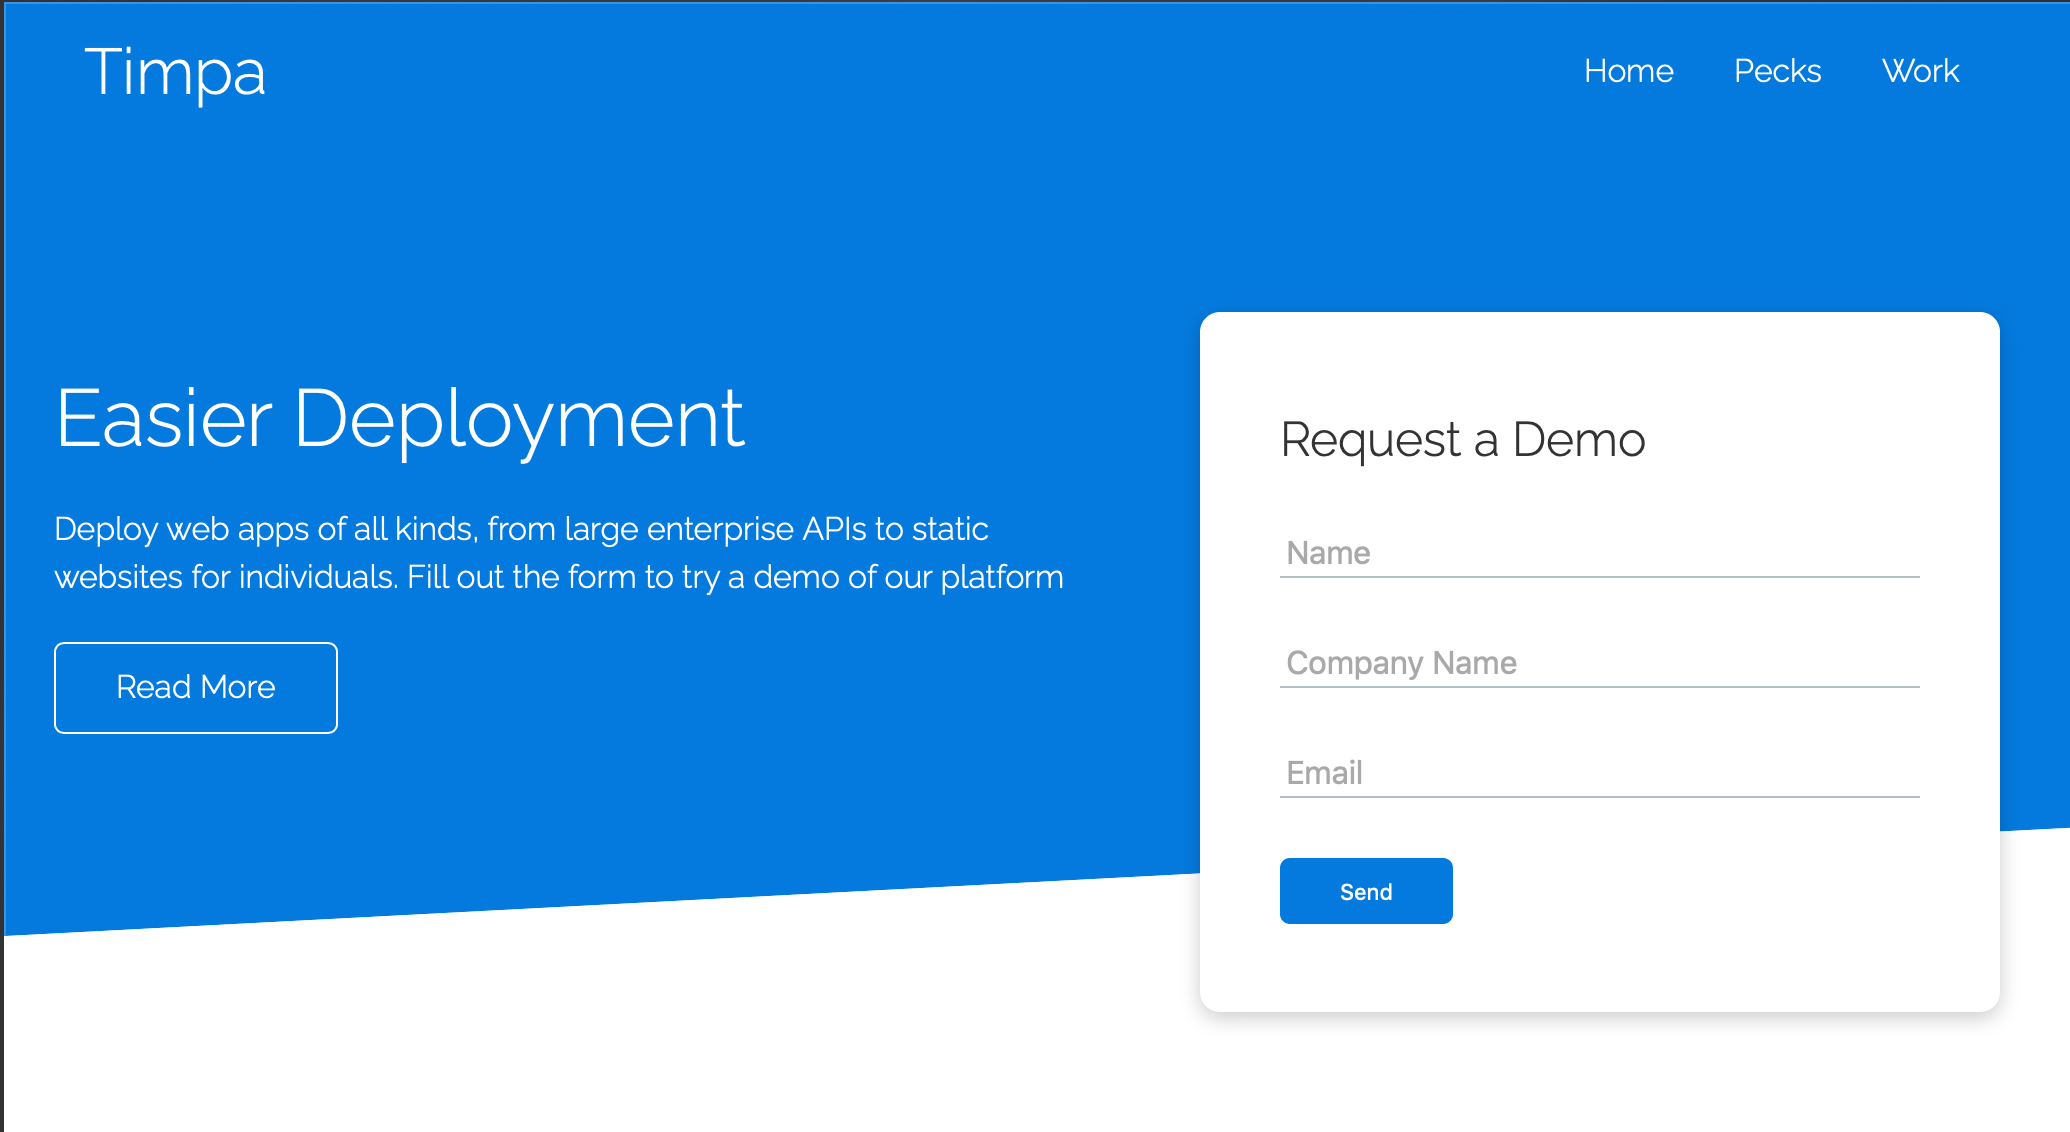 Timpa
Home
Pecks
Work
Easier Deployment
Deploy web apps of all kinds, from large enterprise APIs to static
websites for individuals. Fill out the form to try a demo of our platform
Read More
Request a Demo
Name
Company Name
Email
Send